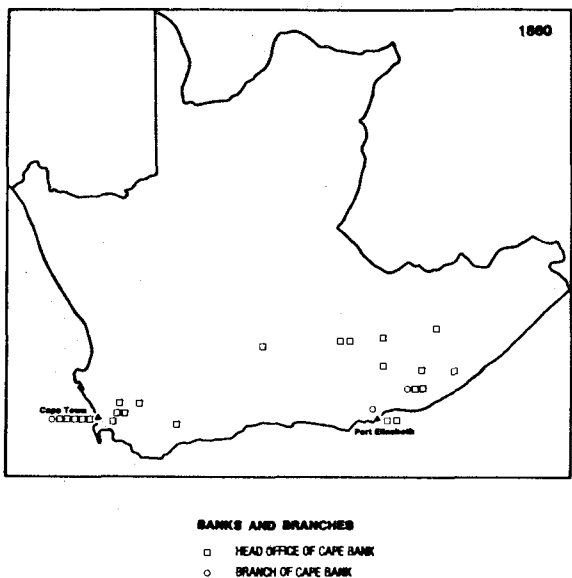 1860
Cape Town
Port Elizabeth
BANKS AND BRANCHES
HEAD OFFICE OF CAPE BANK
BRANCH OF CAPE BANK